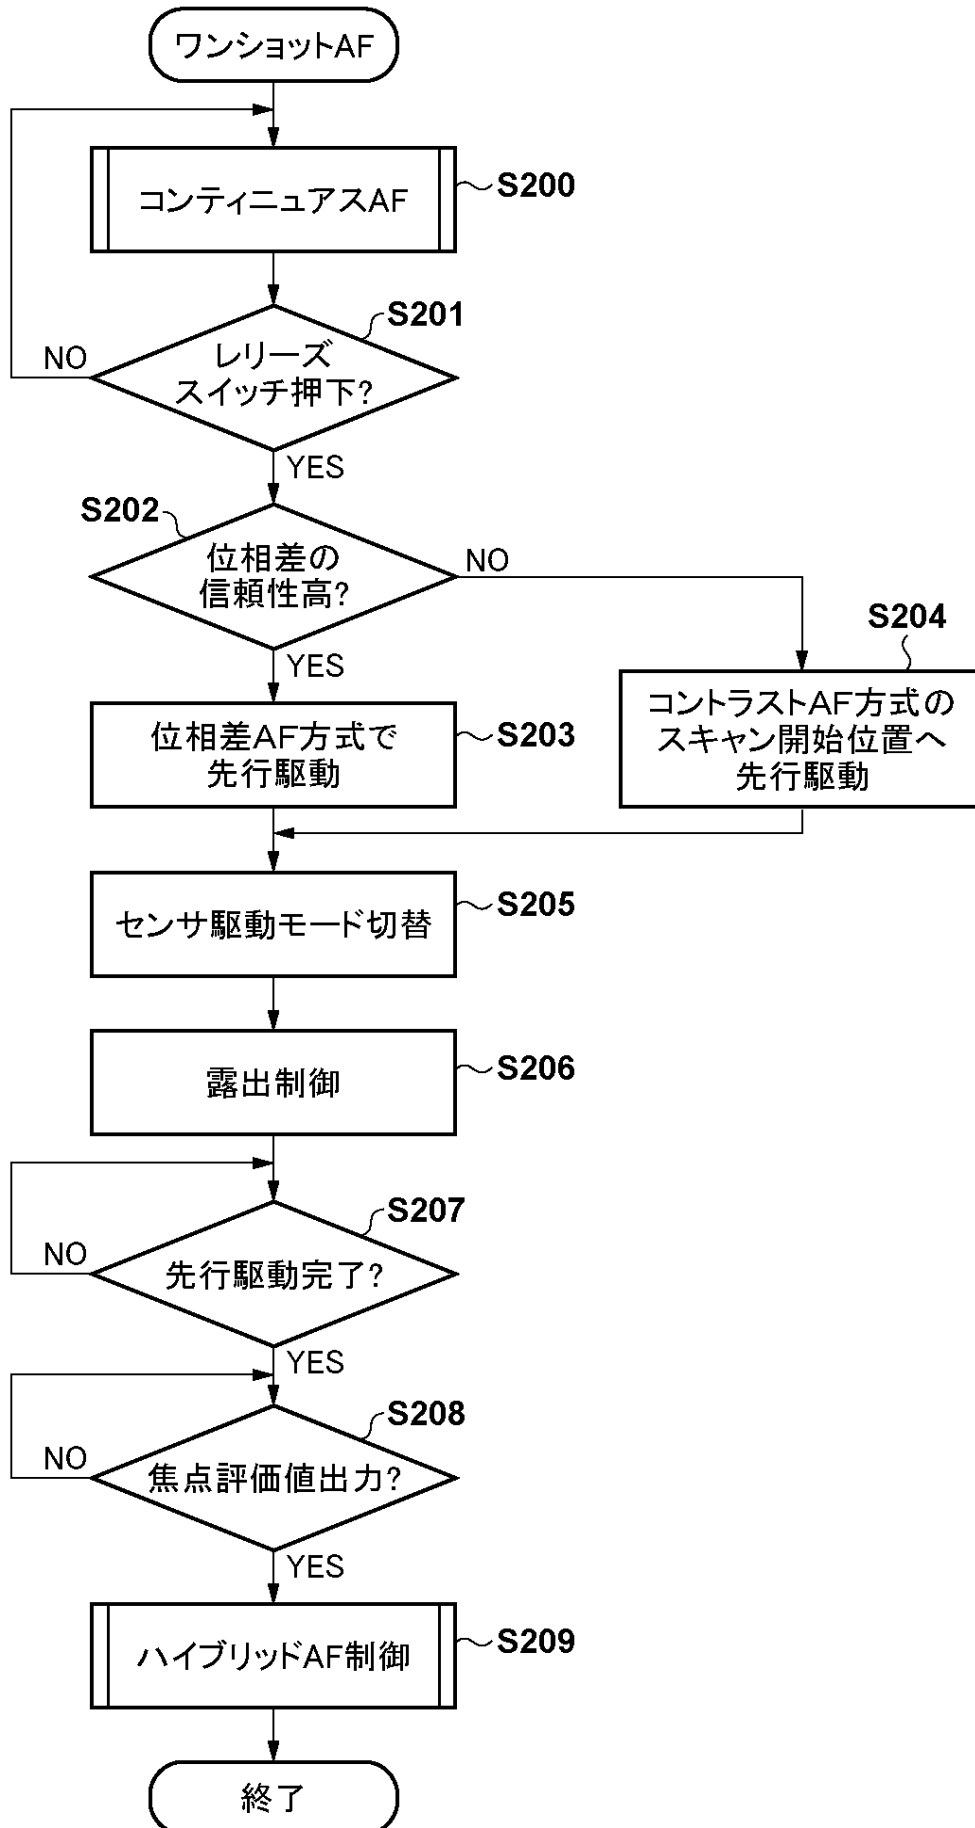 ワンショットAF
コンティニュアスAF
S200
S201
レリーズ
スイッチ押下?
NO
YES
S202
位相差の
信頼性高?
NO
YES
S204
コントラストAF方式の
スキャン開始位置へ
先行駆動
位相差AF方式で
先行駆動
S203
センサ駆動モード切替
S205
露出制御
S206
S207
先行駆動完了?
NO
YES
S208
焦点評価値出力?
NO
YES
ハイブリッドAF制御
S209
終了